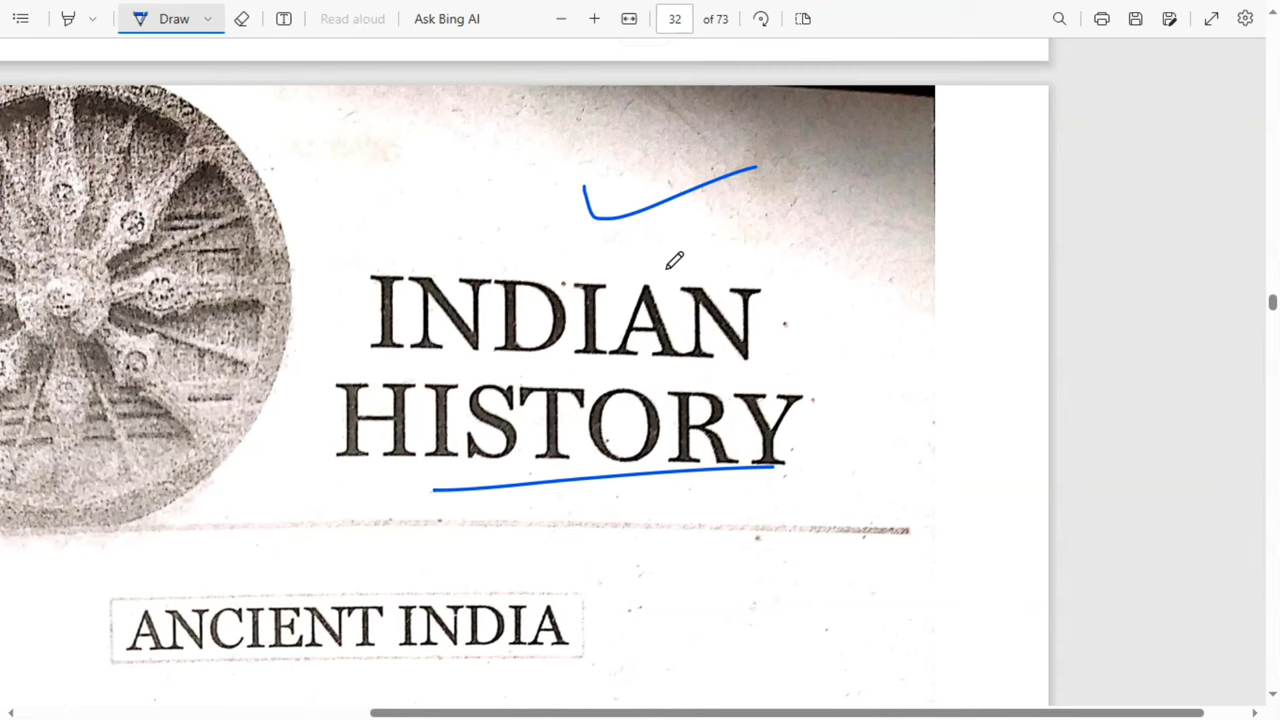 Draw
Read aloud
Ask Bing AI
32
of 73
INDIAN
HISTORY
ANCIENT INDIA